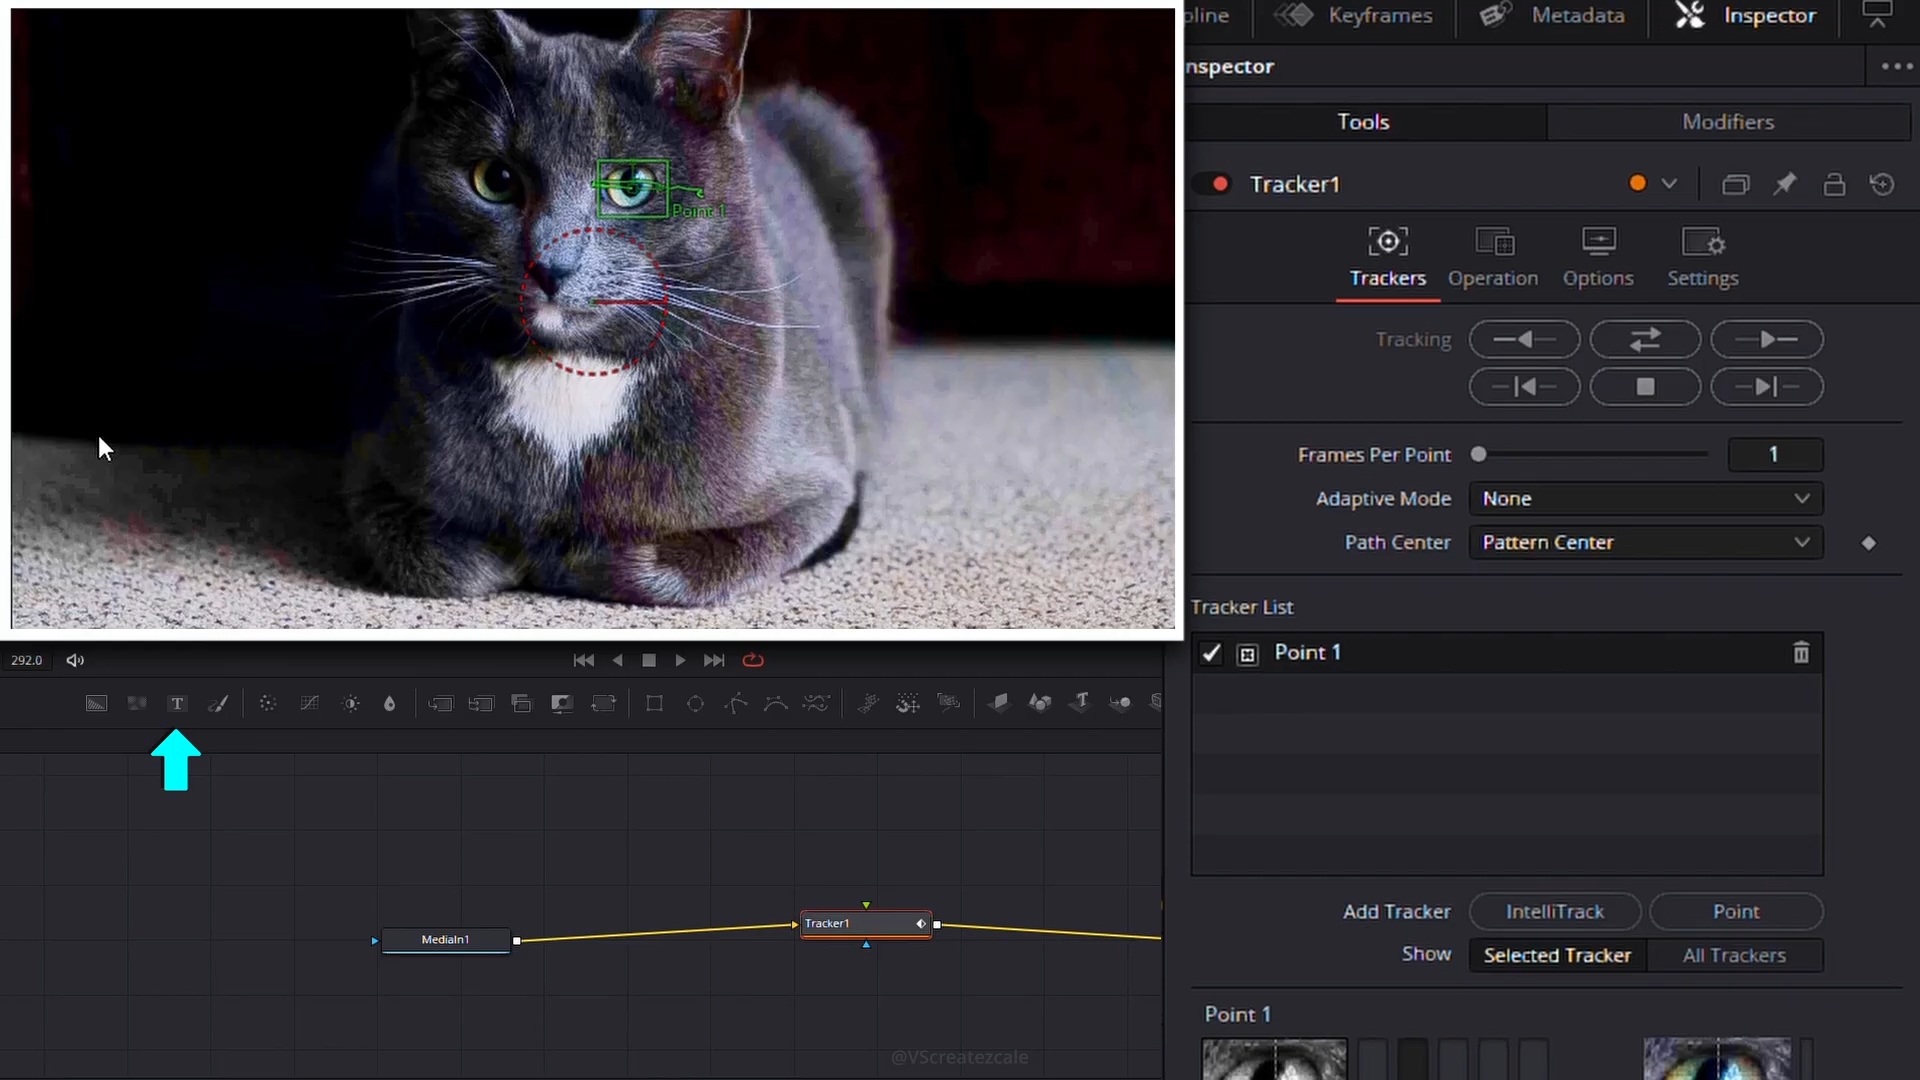 pline
Keyframes
Metadata
Inspector
nspector
Tools
Modifiers
Tracker1
Trackers
Operation
Options
Settings
Tracking
Frames Per Point
1
Adaptive Mode
None
Path Center
Pattern Center
Tracker List
Point 1
Add Tracker
IntelliTrack
Point
Show
Selected Tracker
All Trackers
Point 1
Point 1
292.0
T
T
MediaIn1
Tracker1
@VScreatezcale